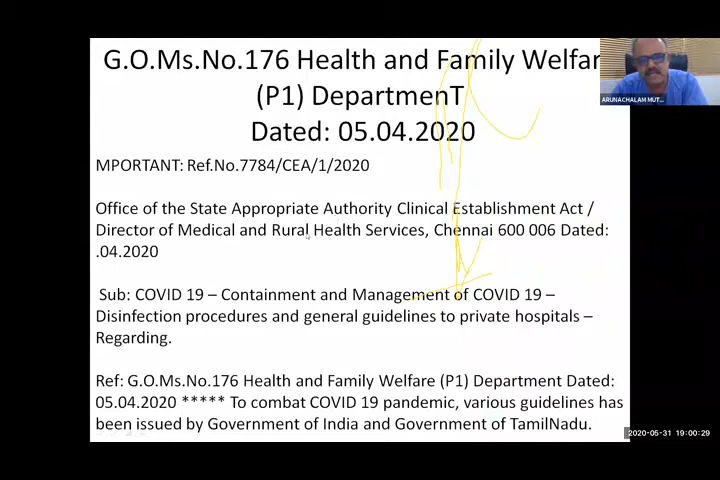 G.O.Ms.No.176 Health and Family Welfar
(P1) DepartmenT
Dated: 05.04.2020
ARUNACHALAM MUT...
MPORTANT: Ref.No.7784/CEA/1/2020
Office of the State Appropriate Authority Clinical Establishment Act /
Director of Medical and Rural Health Services, Chennai 600 006 Dated:
.04.2020
Sub: COVID 19 – Containment and Management of COVID 19 –
Disinfection procedures and general guidelines to private hospitals –
Regarding.
Ref: G.O.Ms.No.176 Health and Family Welfare (P1) Department Dated:
05.04.2020 ***** To combat COVID 19 pandemic, various guidelines has
been issued by Government of India and Government of TamilNadu.
2020-05-31 19:00:29